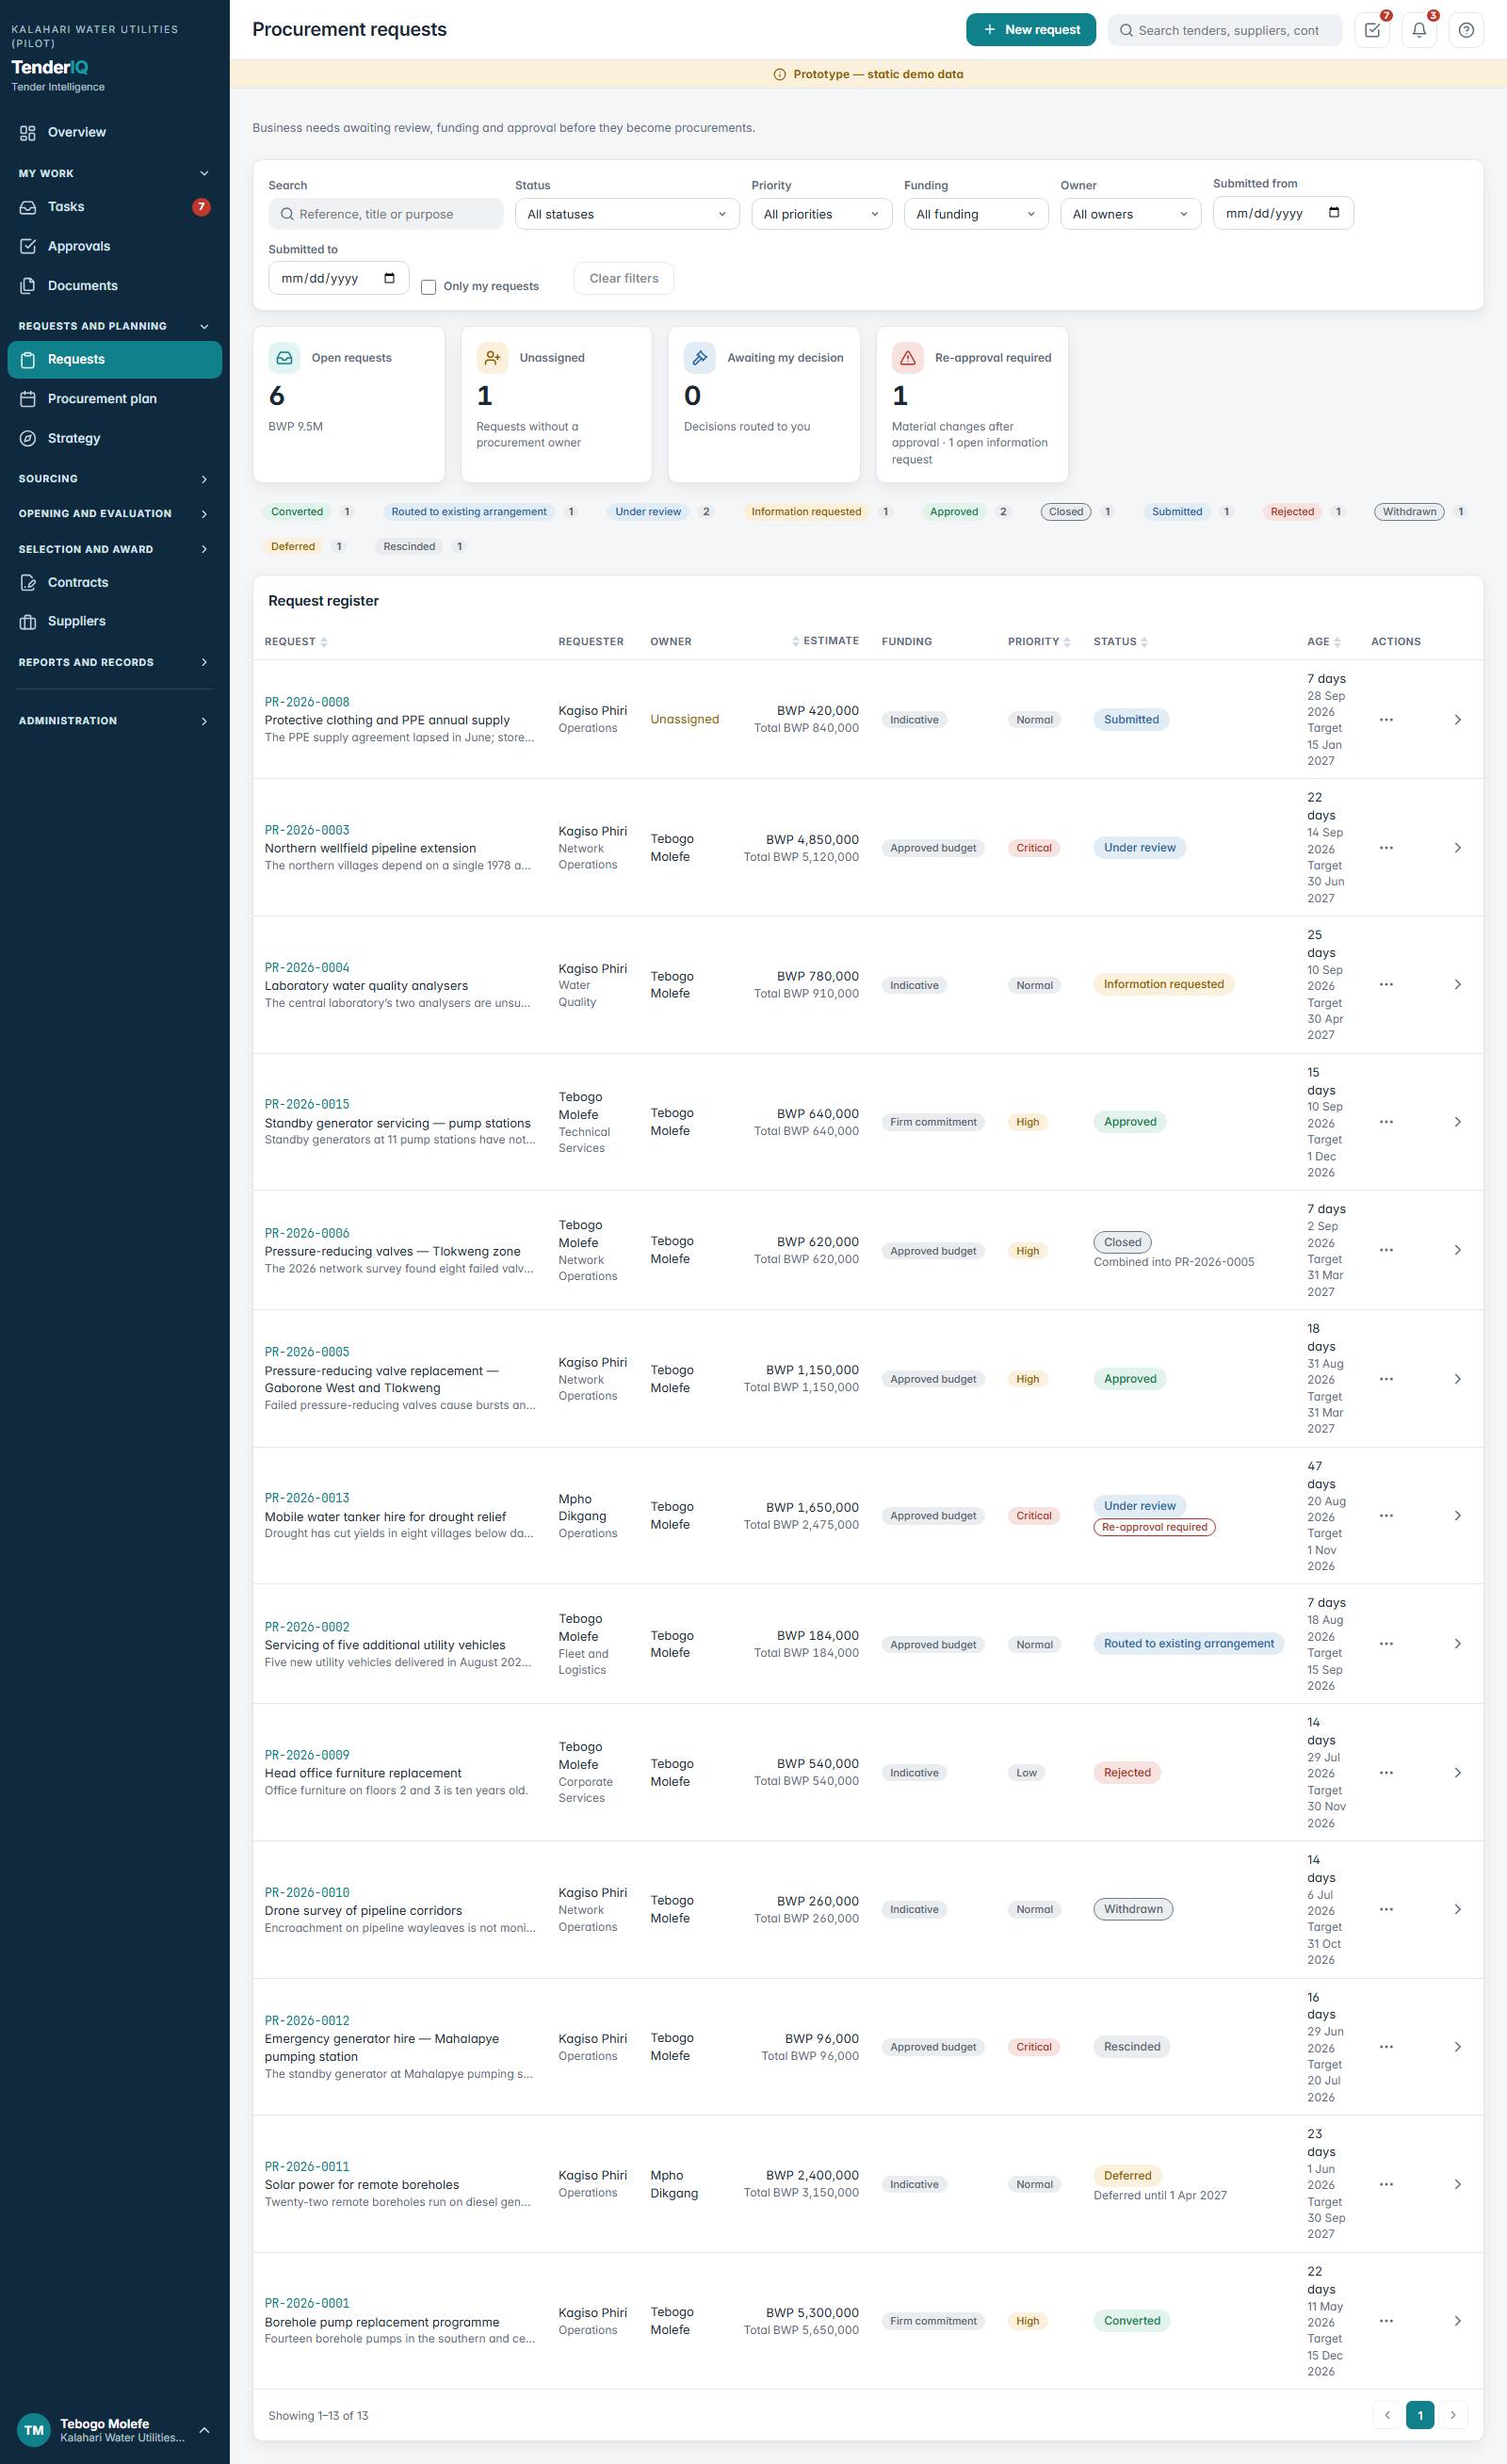 KALAHARI WATER UTILITIES
(PILOT)
TenderIQ
Tender Intelligence
Overview
MY WORK
Tasks 7
Approvals
Documents
REQUESTS AND PLANNING
Requests
Procurement plan
Strategy
SOURCING
OPENING AND EVALUATION
SELECTION AND AWARD
Contracts
Suppliers
REPORTS AND RECORDS
ADMINISTRATION
TM
Tebogo Molefe
Kalahari Water Utilities...
Procurement requests
New request
Search tenders, suppliers, cont
7
3
Prototype — static demo data
Business needs awaiting review, funding and approval before they become procurements.
Search
Reference, title or purpose
Status
All statuses
Priority
All priorities
Funding
All funding
Owner
All owners
Submitted from
mm/dd/yyyy
Submitted to
mm/dd/yyyy
Only my requests
Clear filters
Open requests
6
BWP 9.5M
Unassigned
1
Requests without a
procurement owner
Awaiting my decision
0
Decisions routed to you
Re-approval required
1
Material changes after
approval · 1 open information
request
Converted 1 Routed to existing arrangement 1 Under review 2 Information requested 1 Approved 2 Closed 1 Submitted 1 Rejected 1 Withdrawn 1
Deferred 1 Rescinded 1
Request register
REQUEST REQUESTER OWNER ESTIMATE FUNDING PRIORITY STATUS AGE ACTIONS
PR-2026-0008
Protective clothing and PPE annual supply
The PPE supply agreement lapsed in June; store...
Kagiso Phiri
Operations
Unassigned
BWP 420,000
Total BWP 840,000
Indicative
Normal
Submitted
7 days
28 Sep
2026
Target
15 Jan
2027
PR-2026-0003
Northern wellfield pipeline extension
The northern villages depend on a single 1978 a...
Kagiso Phiri
Network
Operations
Tebogo
Molefe
BWP 4,850,000
Total BWP 5,120,000
Approved budget
Critical
Under review
22
days
14 Sep
2026
Target
30 Jun
2027
PR-2026-0004
Laboratory water quality analysers
The central laboratory's two analysers are unsu...
Kagiso Phiri
Water
Quality
Tebogo
Molefe
BWP 780,000
Total BWP 910,000
Indicative
Normal
Information requested
25
days
10 Sep
2026
Target
30 Apr
2027
PR-2026-0015
Standby generator servicing — pump stations
Standby generators at 11 pump stations have not...
Tebogo
Molefe
Technical
Services
Tebogo
Molefe
BWP 640,000
Total BWP 640,000
Firm commitment
High
Approved
15
days
10 Sep
2026
Target
1 Dec
2026
PR-2026-0006
Pressure-reducing valves — Tlokweng zone
The 2026 network survey found eight failed valv...
Tebogo
Molefe
Network
Operations
Tebogo
Molefe
BWP 620,000
Total BWP 620,000
Approved budget
High
Closed
Combined into PR-2026-0005
7 days
2 Sep
2026
Target
31 Mar
2027
PR-2026-0005
Pressure-reducing valve replacement —
Gaborone West and Tlokweng
Failed pressure-reducing valves cause bursts an...
Kagiso Phiri
Network
Operations
Tebogo
Molefe
BWP 1,150,000
Total BWP 1,150,000
Approved budget
High
Approved
18
days
31 Aug
2026
Target
31 Mar
2027
PR-2026-0013
Mobile water tanker hire for drought relief
Drought has cut yields in eight villages below da...
Mpho
Dikgang
Operations
Tebogo
Molefe
BWP 1,650,000
Total BWP 2,475,000
Approved budget
Critical
Under review
Re-approval required
47
days
20 Aug
2026
Target
1 Nov
2026
PR-2026-0002
Servicing of five additional utility vehicles
Five new utility vehicles delivered in August 202...
Tebogo
Molefe
Fleet and
Logistics
Tebogo
Molefe
BWP 184,000
Total BWP 184,000
Approved budget
Normal
Routed to existing arrangement
7 days
18 Aug
2026
Target
15 Sep
2026
PR-2026-0009
Head office furniture replacement
Office furniture on floors 2 and 3 is ten years old.
Tebogo
Molefe
Corporate
Services
Tebogo
Molefe
BWP 540,000
Total BWP 540,000
Indicative
Low
Rejected
14
days
29 Jul
2026
Target
30 Nov
2026
PR-2026-0010
Drone survey of pipeline corridors
Encroachment on pipeline wayleaves is not moni...
Kagiso Phiri
Network
Operations
Tebogo
Molefe
BWP 260,000
Total BWP 260,000
Indicative
Normal
Withdrawn
14
days
6 Jul
2026
Target
31 Oct
2026
PR-2026-0012
Emergency generator hire — Mahalapye
pumping station
The standby generator at Mahalapye pumping s...
Kagiso Phiri
Operations
Tebogo
Molefe
BWP 96,000
Total BWP 96,000
Approved budget
Critical
Rescinded
16
days
29 Jun
2026
Target
20 Jul
2026
PR-2026-0011
Solar power for remote boreholes
Twenty-two remote boreholes run on diesel gen...
Kagiso Phiri
Operations
Mpho
Dikgang
BWP 2,400,000
Total BWP 3,150,000
Indicative
Normal
Deferred
Deferred until 1 Apr 2027
23
days
1 Jun
2026
Target
30 Sep
2027
PR-2026-0001
Borehole pump replacement programme
Fourteen borehole pumps in the southern and ce...
Kagiso Phiri
Operations
Tebogo
Molefe
BWP 5,300,000
Total BWP 5,650,000
Firm commitment
High
Converted
22
days
11 May
2026
Target
15 Dec
2026
Showing 1–13 of 13
1